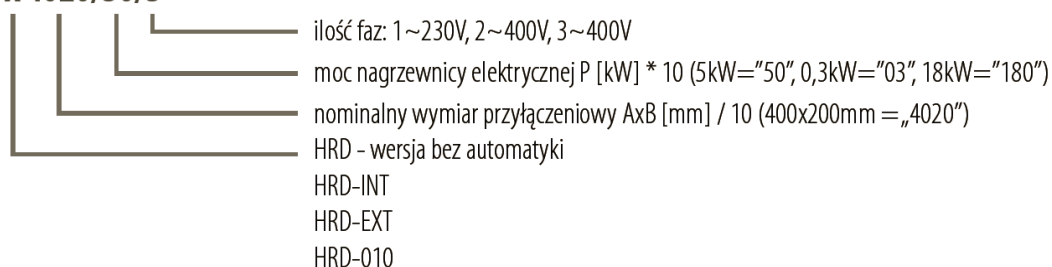 ilość faz: 1~230V, 2~400V, 3~400V
moc nagrzewnicy elektrycznej P [kW] * 10 (5kW=”50”, 0,3kW=”03”, 18kW=”180”)
nominalny wymiar przyłączeniowy AxB [mm] / 10 (400x200mm =„4020”)
HRD - wersja bez automatyki
HRD-INT
HRD-EXT
HRD-010